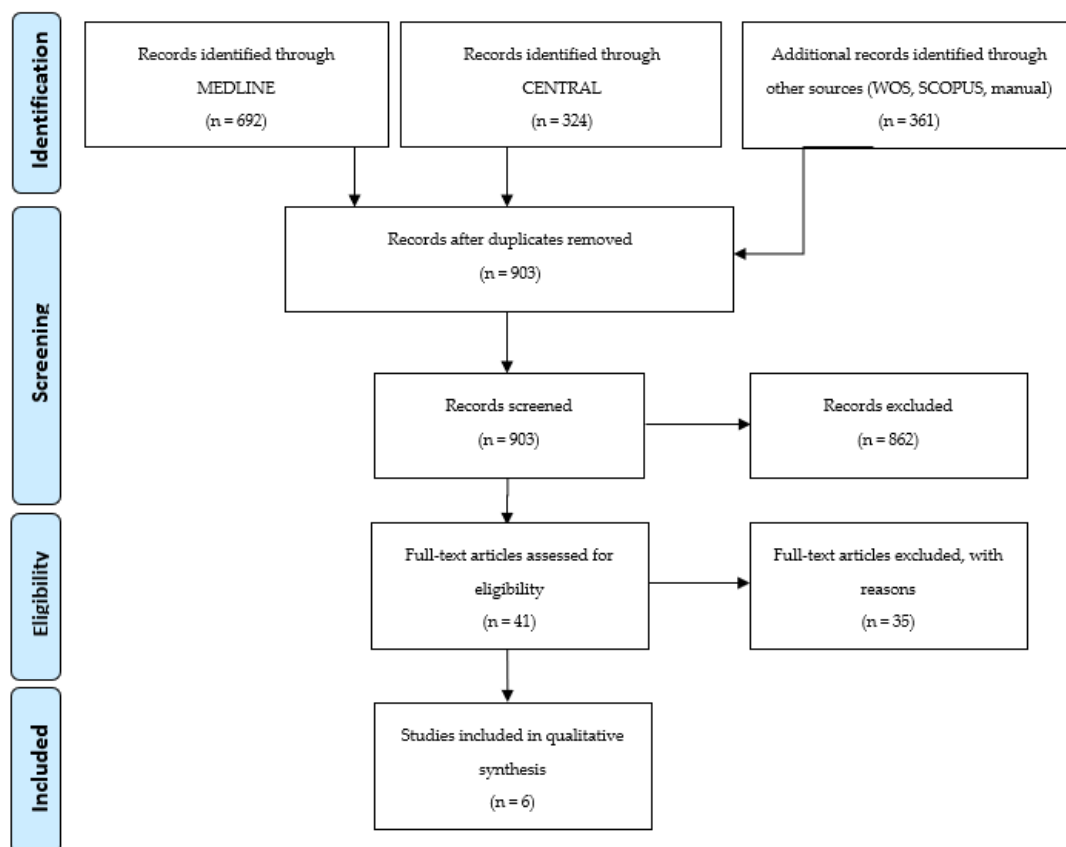 Identification
Records identified through
MEDLINE
(n = 692)
Records identified through
CENTRAL
(n = 324)
Additional records identified through
other sources (WOS, SCOPUS, manual)
(n = 361)
Screening
Records after duplicates removed
(n = 903)
Records screened
(n = 903)
Records excluded
(n = 862)
Eligibility
Full-text articles assessed for
eligibility
(n = 41)
Full-text articles excluded, with
reasons
(n = 35)
Included
Studies included in qualitative
synthesis
(n = 6)